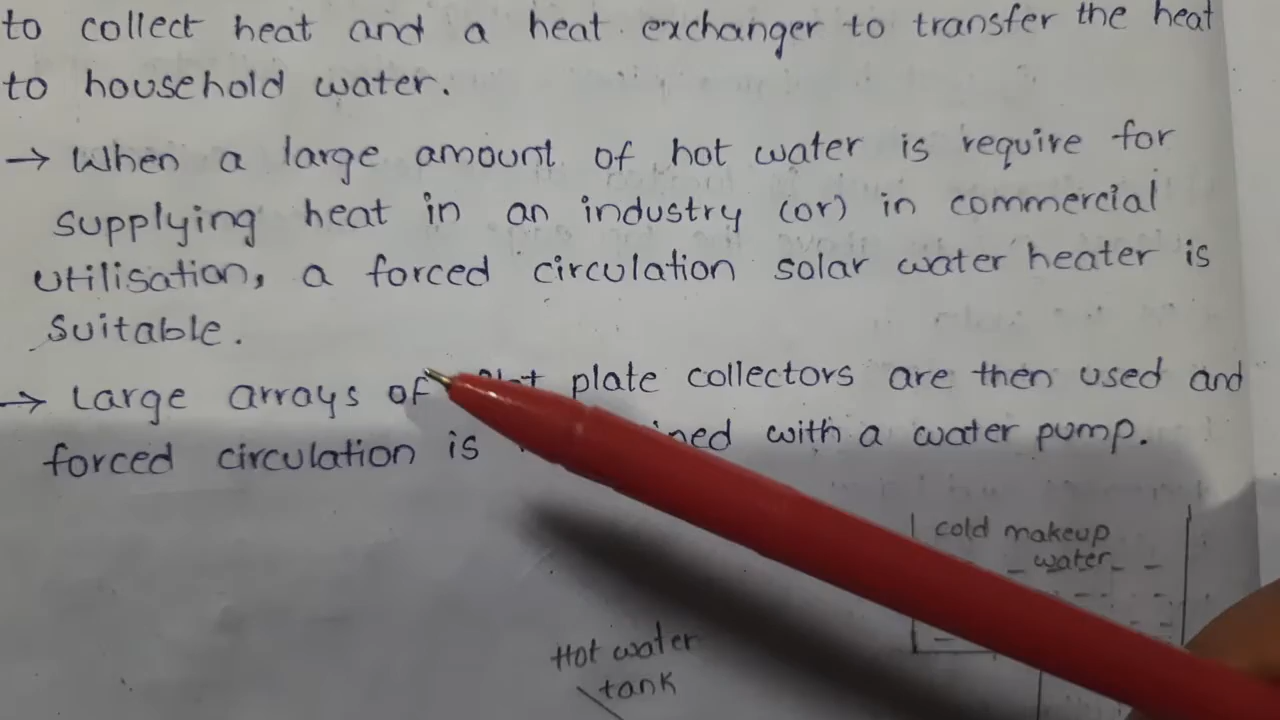 to collect heat and a heat exchanger to transfer the heat
to household water.
→ When a large amount of hot water is require for
supplying heat in an industry (or) in commercial
utilisation, a forced circulation solar water heater is
suitable.
→ Large arrays of flat plate collectors are then used and
forced circulation is with a water pump.
cold makeup
water
Hot water
tank